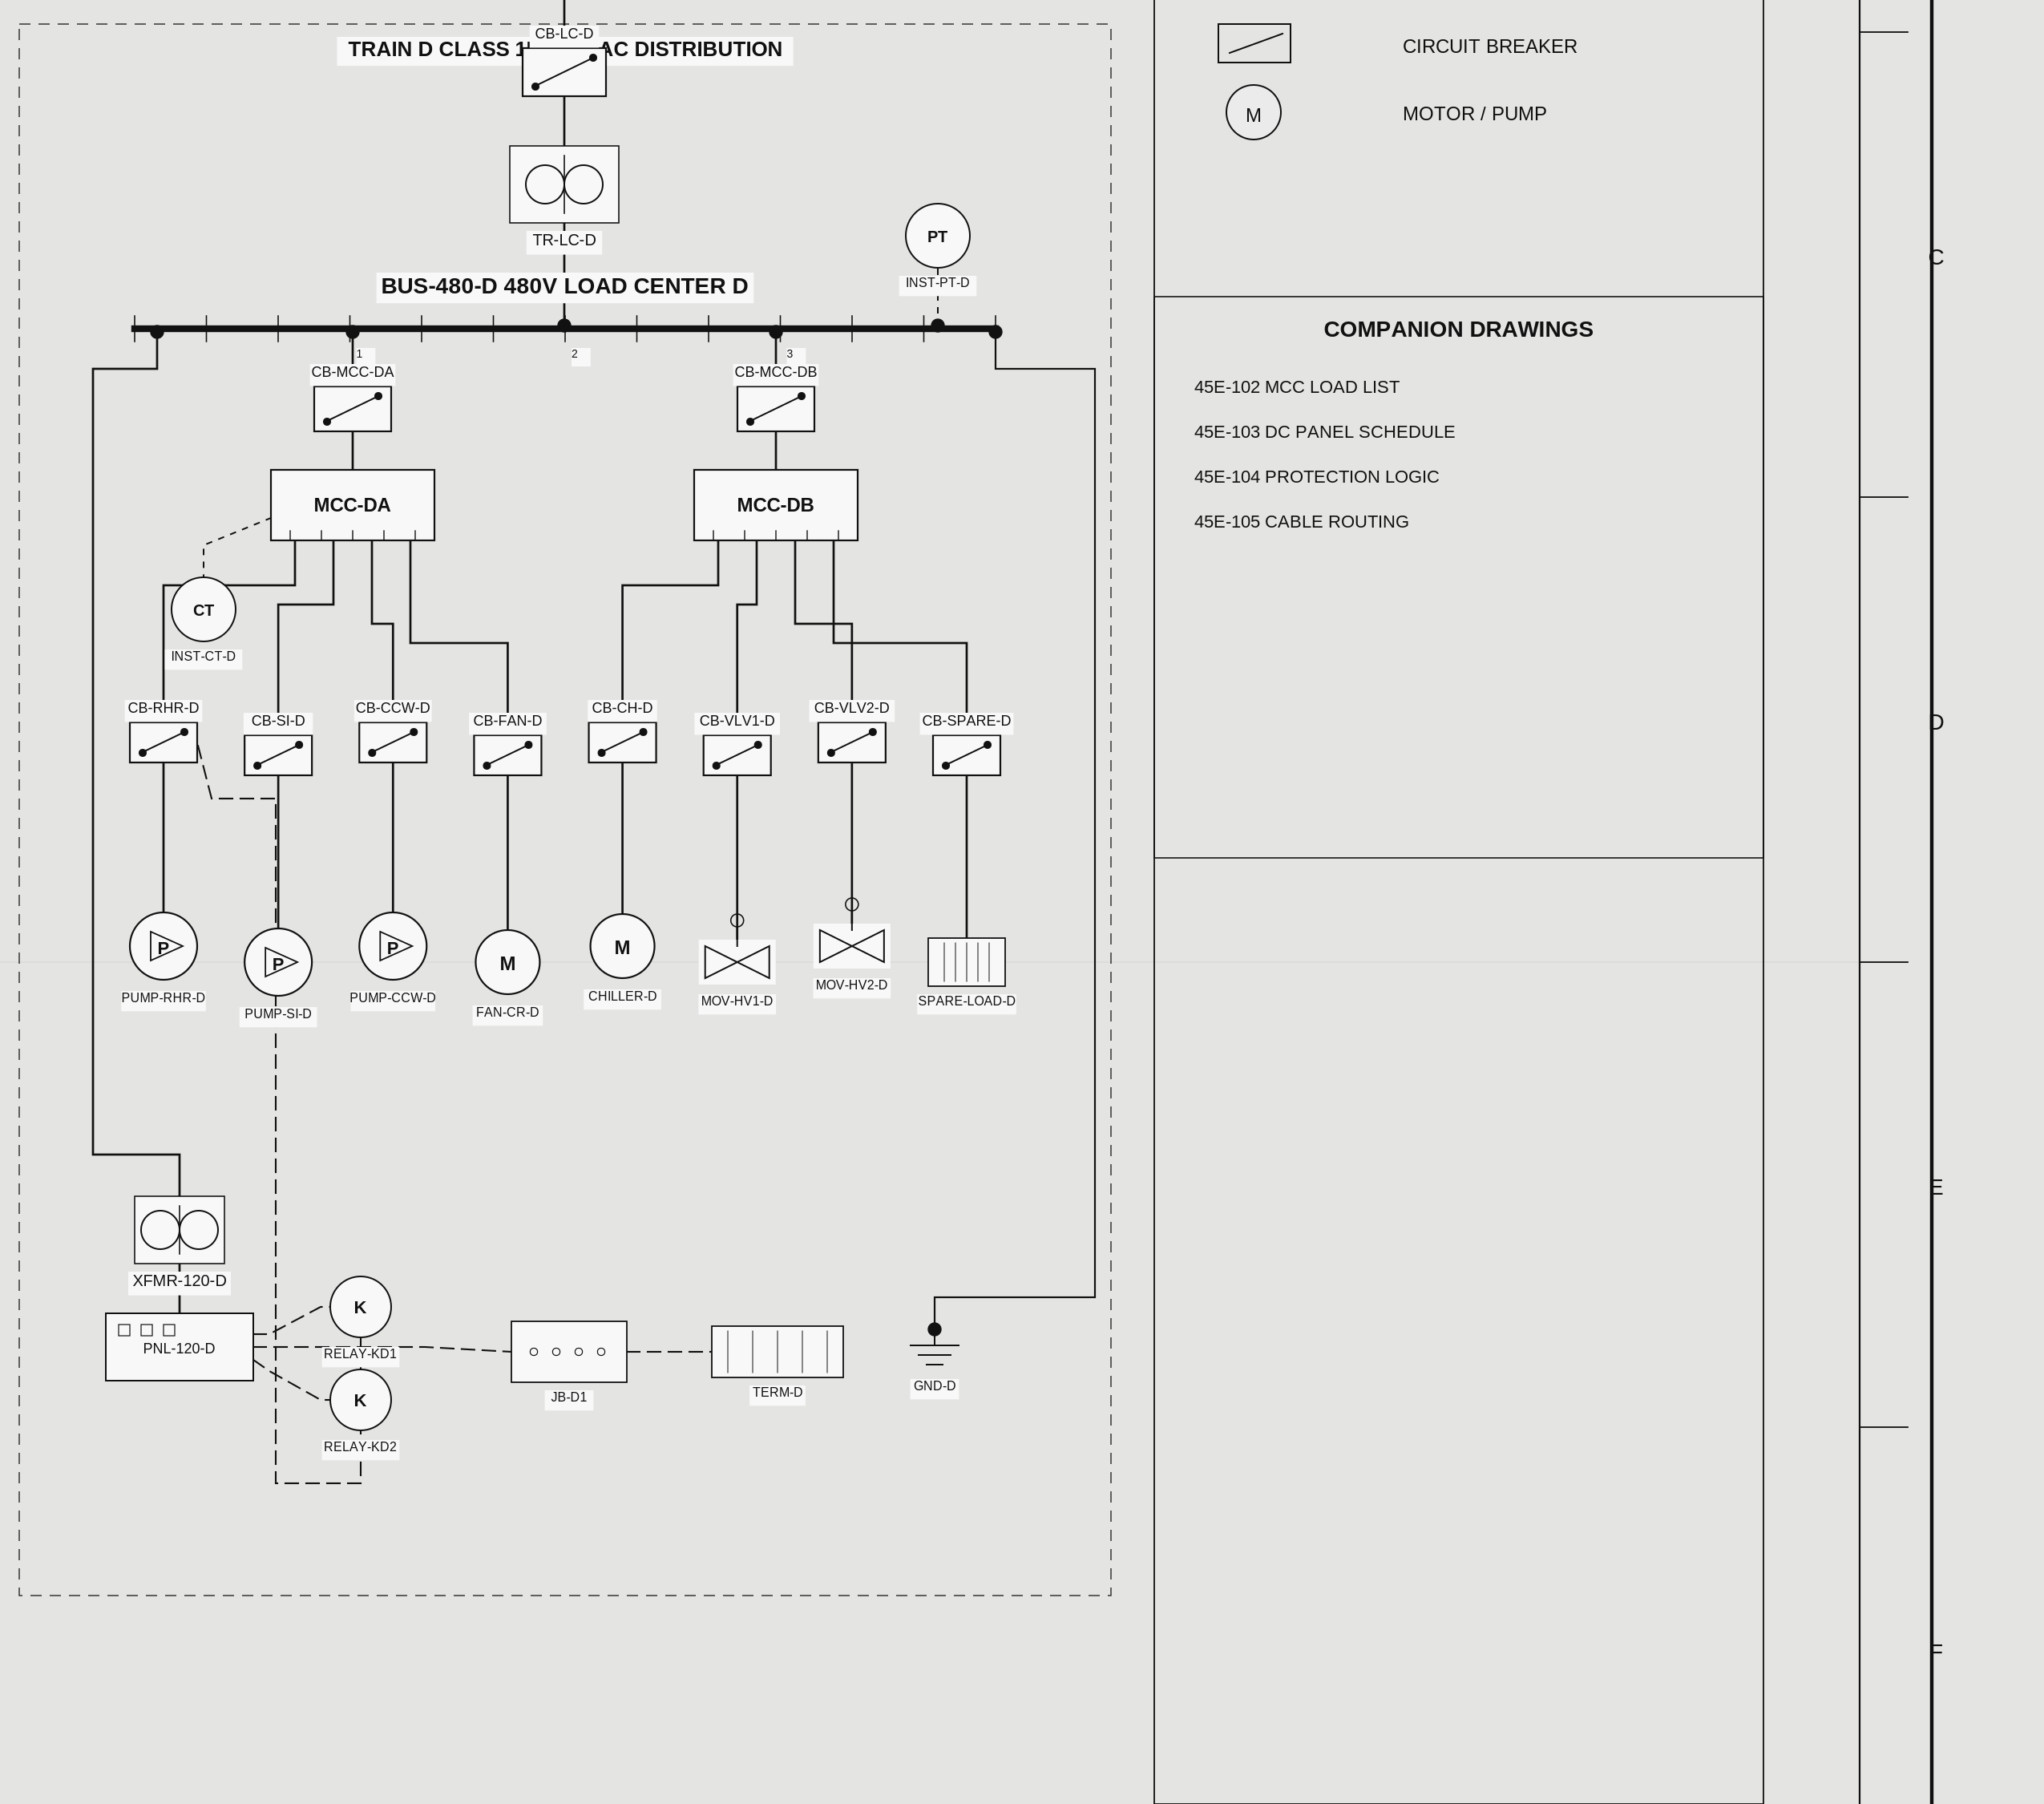 CB-LC-D
TRAIN D CLASS 1 AC DISTRIBUTION
TR-LC-D
PT
INST-PT-D
BUS-480-D 480V LOAD CENTER D
1
2
3
CB-MCC-DA
CB-MCC-DB
MCC-DA
MCC-DB
CT
INST-CT-D
CB-RHR-D
CB-SI-D
CB-CCW-D
CB-FAN-D
CB-CH-D
CB-VLV1-D
CB-VLV2-D
CB-SPARE-D
P
P
P
M
M
PUMP-RHR-D
PUMP-SI-D
PUMP-CCW-D
FAN-CR-D
CHILLER-D
MOV-HV1-D
MOV-HV2-D
SPARE-LOAD-D
XFMR-120-D
PNL-120-D
K
RELAY-KD1
K
RELAY-KD2
JB-D1
TERM-D
GND-D
CIRCUIT BREAKER
M
MOTOR / PUMP
COMPANION DRAWINGS
45E-102 MCC LOAD LIST
45E-103 DC PANEL SCHEDULE
45E-104 PROTECTION LOGIC
45E-105 CABLE ROUTING
C
D
E
F